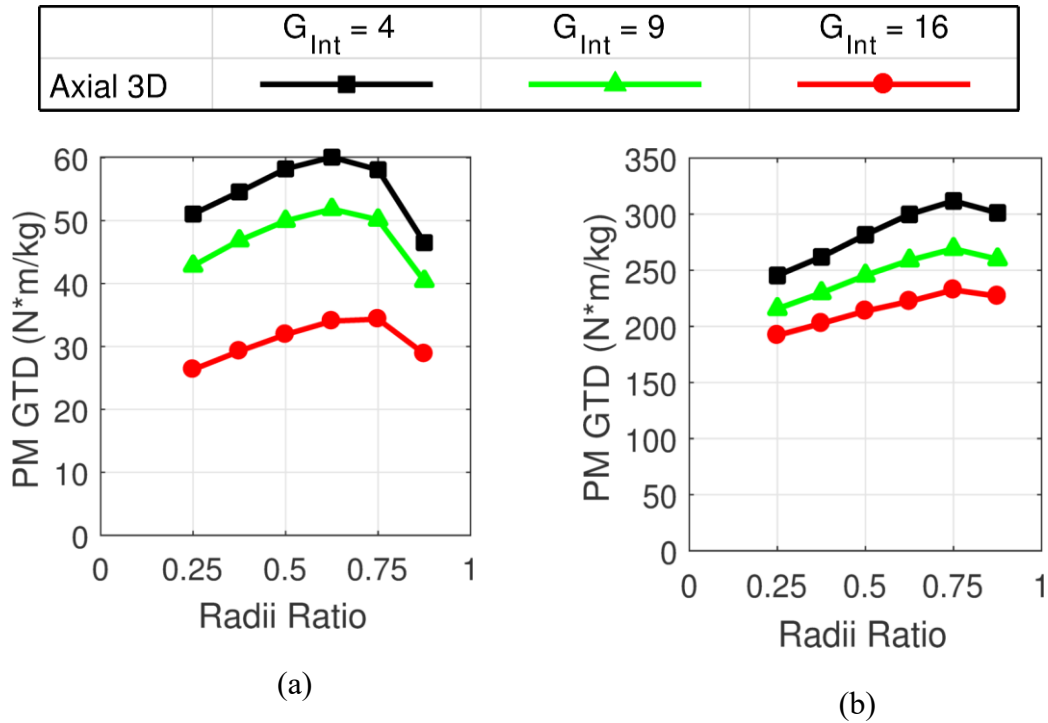 G_Int = 4 G_Int = 9 G_Int = 16
Axial 3D
PM GTD (N*m/kg)
60
50
40
30
20
10
0
0 0.25 0.5 0.75 1
Radii Ratio
(a)
PM GTD (N*m/kg)
350
300
250
200
150
100
50
0
0 0.25 0.5 0.75 1
Radii Ratio
(b)